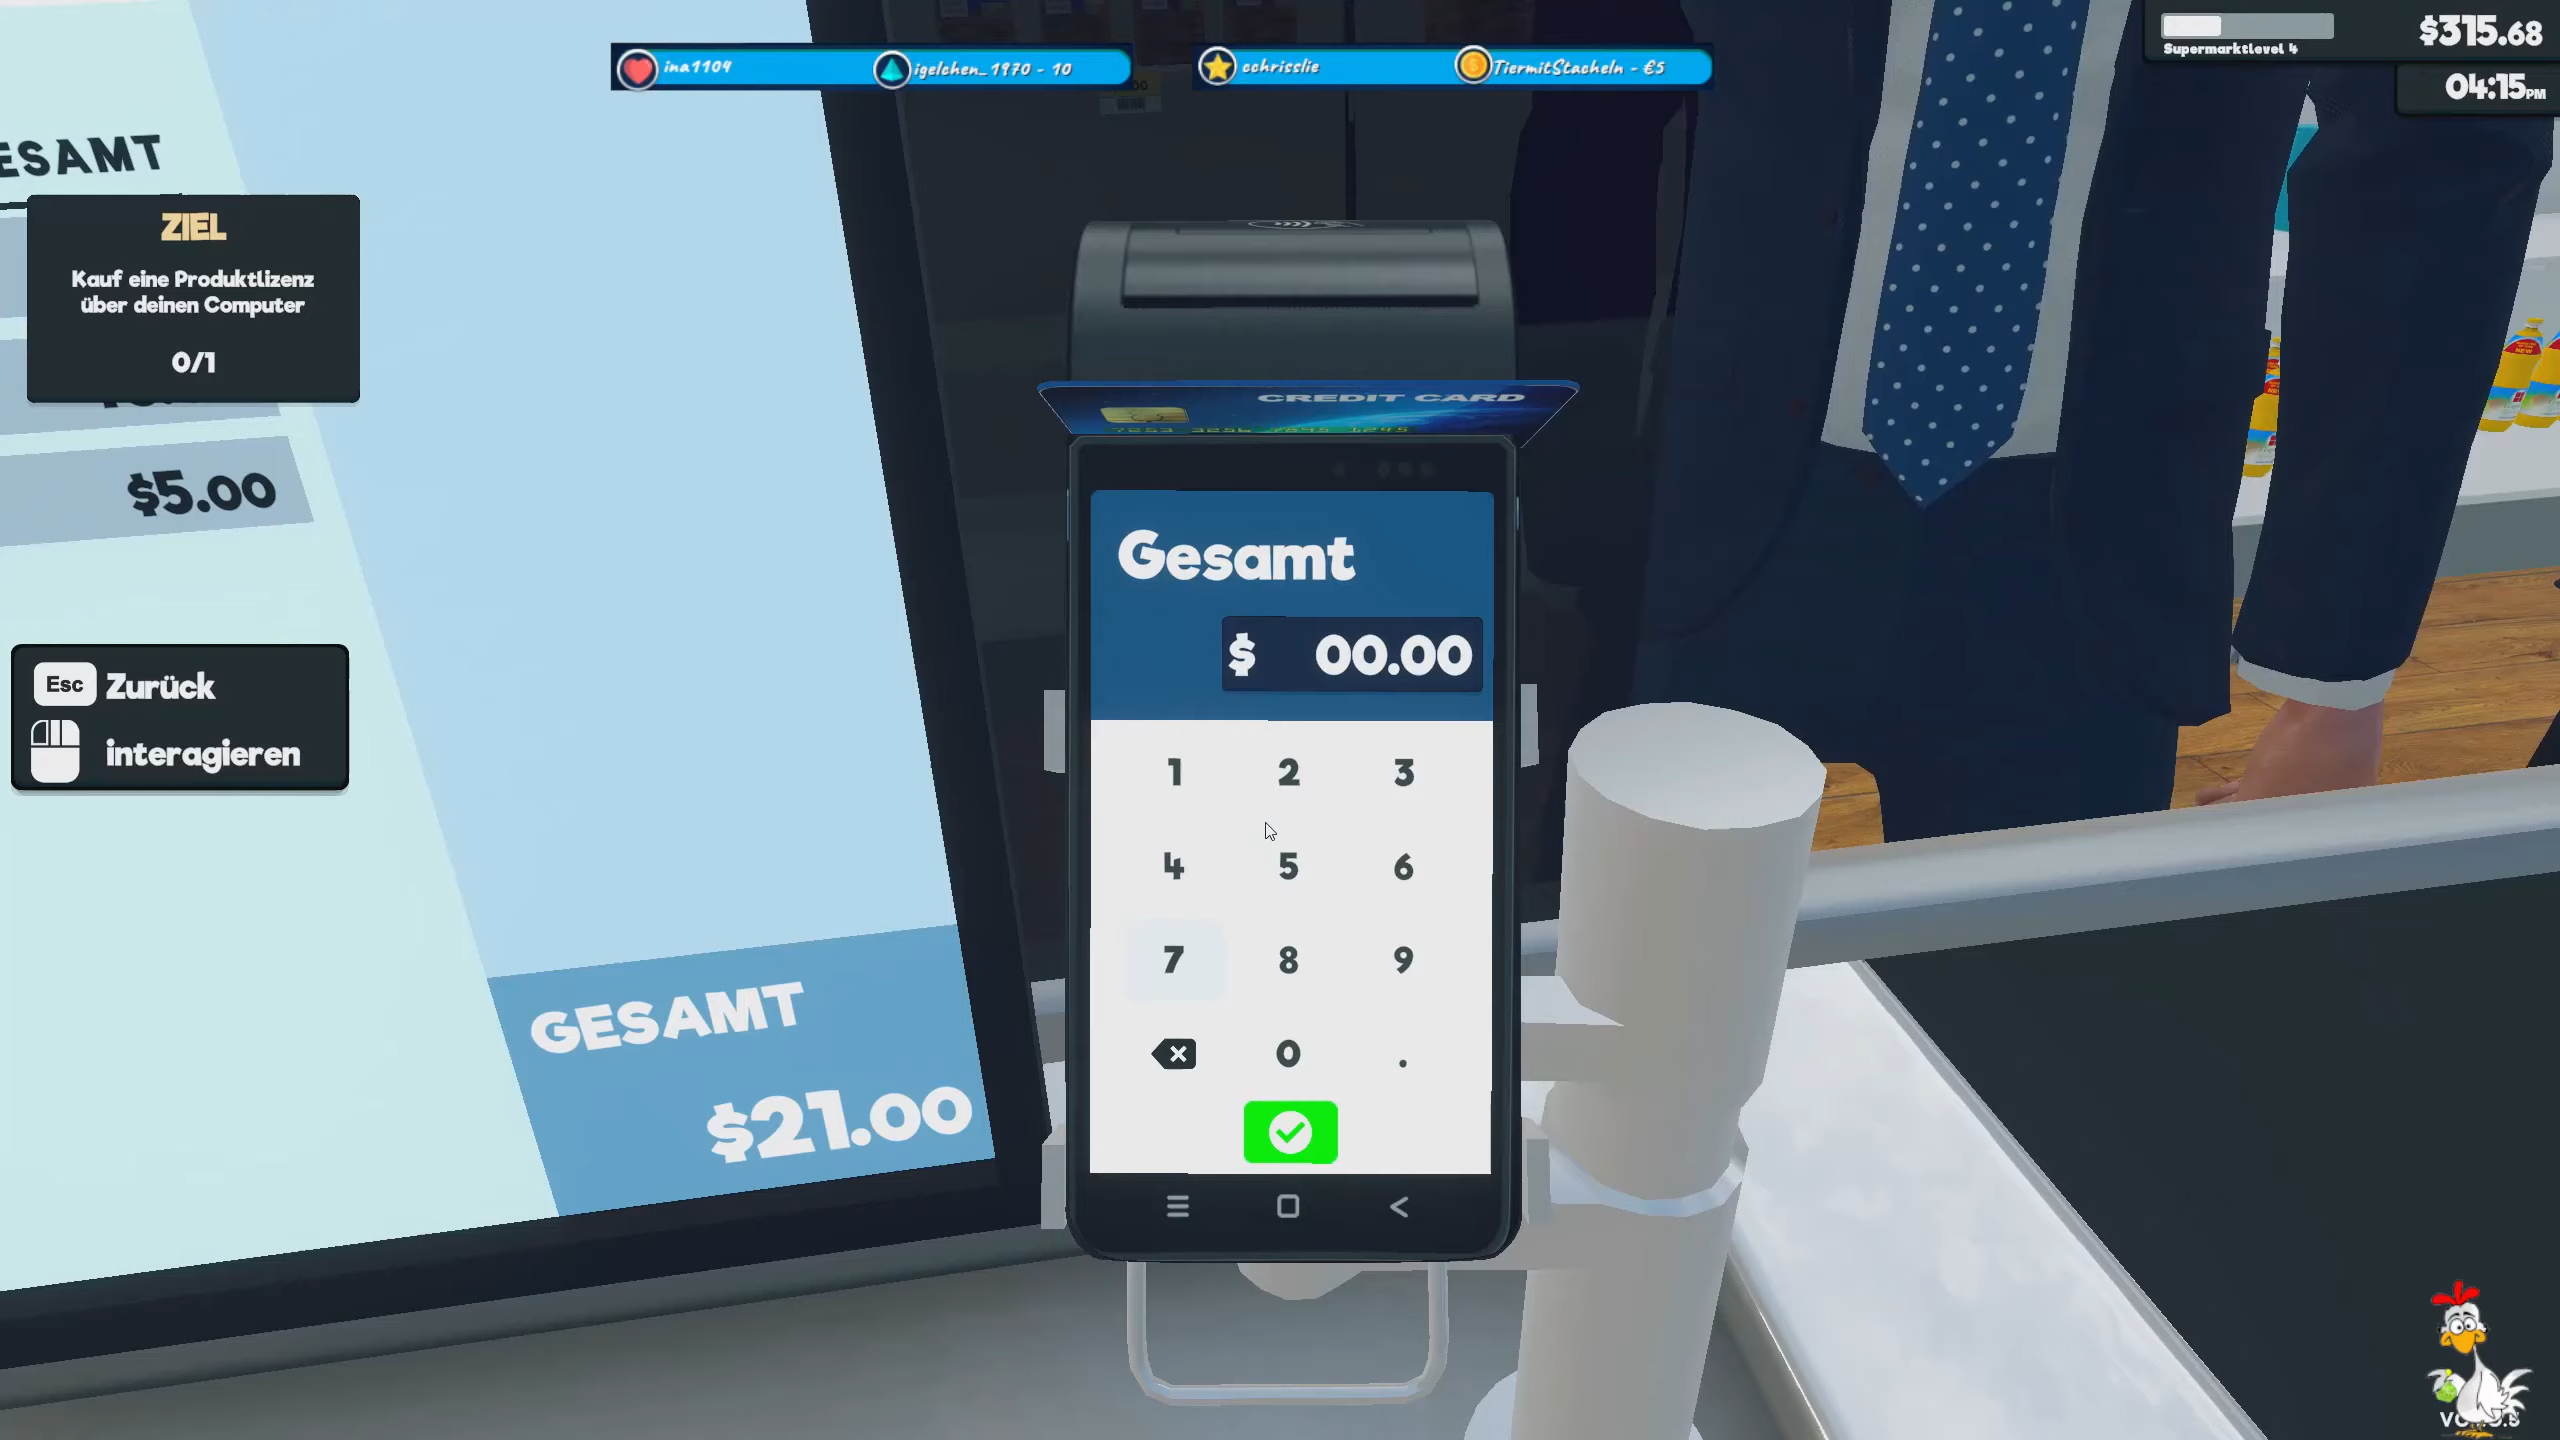 ina1104
igelchen_1970 - 10
cchrisslie
TiermitStacheln - €5
$315.68
Supermarktlevel 4
04:15PM
ESAMT
ZIEL
Kauf eine Produktlizenz
über deinen Computer
0/1
$5.00
Esc Zurück
interagieren
GESAMT
$21.00
CREDIT CARD
Gesamt
$ 00.00
1 2 3
4 5 6
7 8 9
0 .
NEW